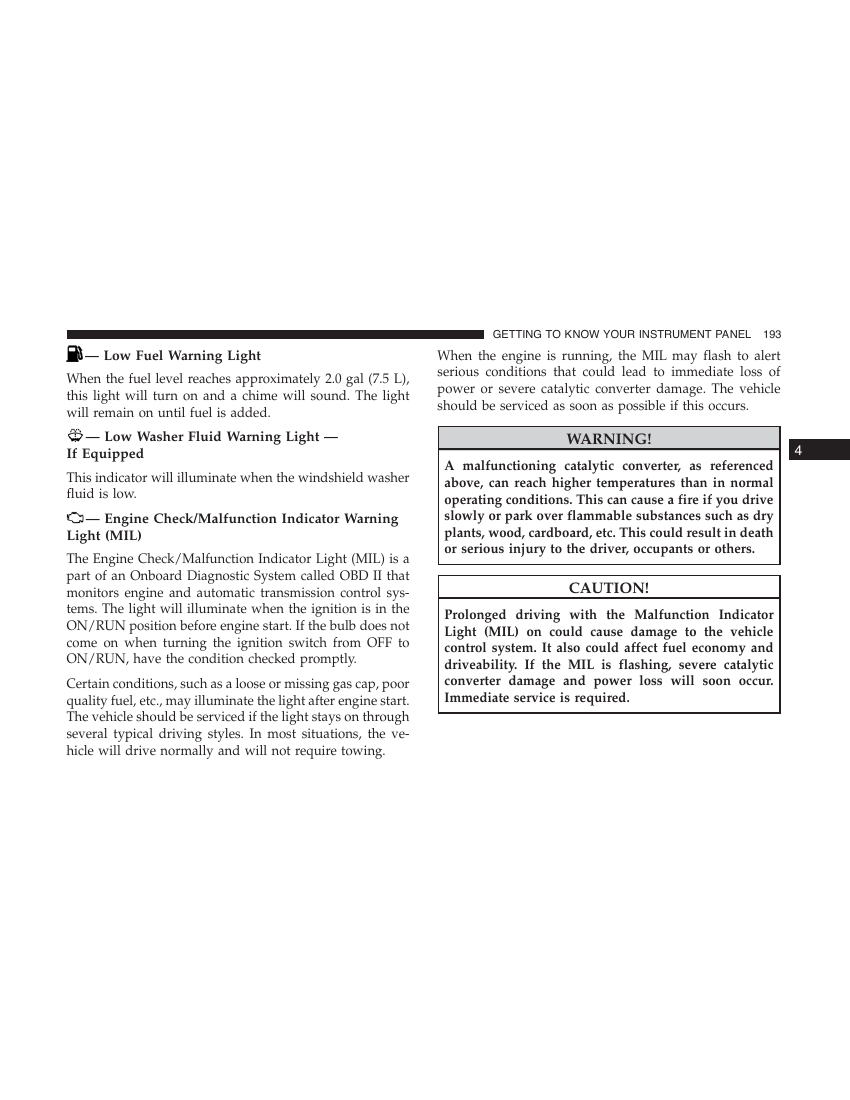 GETTING TO KNOW YOUR INSTRUMENT PANEL 193
— Low Fuel Warning Light
When the fuel level reaches approximately 2.0 gal (7.5 L),
this light will turn on and a chime will sound. The light
will remain on until fuel is added.
— Low Washer Fluid Warning Light —
If Equipped
This indicator will illuminate when the windshield washer
fluid is low.
— Engine Check/Malfunction Indicator Warning
Light (MIL)
The Engine Check/Malfunction Indicator Light (MIL) is a
part of an Onboard Diagnostic System called OBD II that
monitors engine and automatic transmission control sys-
tems. The light will illuminate when the ignition is in the
ON/RUN position before engine start. If the bulb does not
come on when turning the ignition switch from OFF to
ON/RUN, have the condition checked promptly.
Certain conditions, such as a loose or missing gas cap, poor
quality fuel, etc., may illuminate the light after engine start.
The vehicle should be serviced if the light stays on through
several typical driving styles. In most situations, the ve-
hicle will drive normally and will not require towing.
When the engine is running, the MIL may flash to alert
serious conditions that could lead to immediate loss of
power or severe catalytic converter damage. The vehicle
should be serviced as soon as possible if this occurs.
WARNING!
A malfunctioning catalytic converter, as referenced
above, can reach higher temperatures than in normal
operating conditions. This can cause a fire if you drive
slowly or park over flammable substances such as dry
plants, wood, cardboard, etc. This could result in death
or serious injury to the driver, occupants or others.
CAUTION!
Prolonged driving with the Malfunction Indicator
Light (MIL) on could cause damage to the vehicle
control system. It also could affect fuel economy and
driveability. If the MIL is flashing, severe catalytic
converter damage and power loss will soon occur.
Immediate service is required.
4